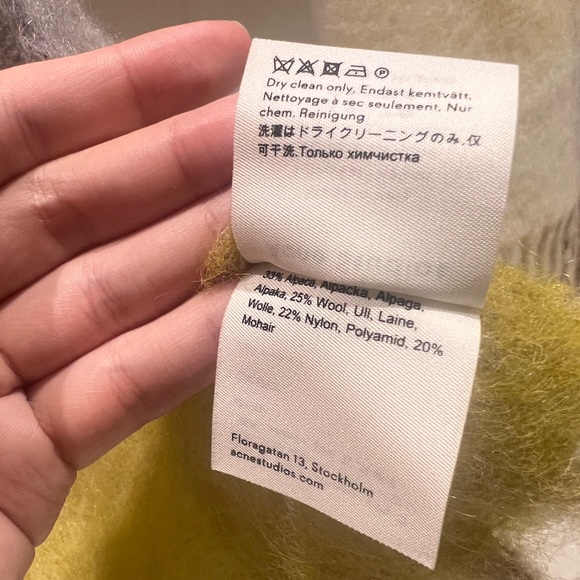 Dry clean only, Endast kemtvätt,
Nettoyage à sec seulement, Nur
chem. Reinigung
洗濯はドライクリーニングのみ,仅
可干洗.Только химчистка
33% Alpaca, Alpacka, Alpaga,
Alpaka, 25% Wool, Ull, Laine,
Wolle, 22% Nylon, Polyamid, 20%
Mohair
Floragatan 13, Stockholm
acnestudios.com